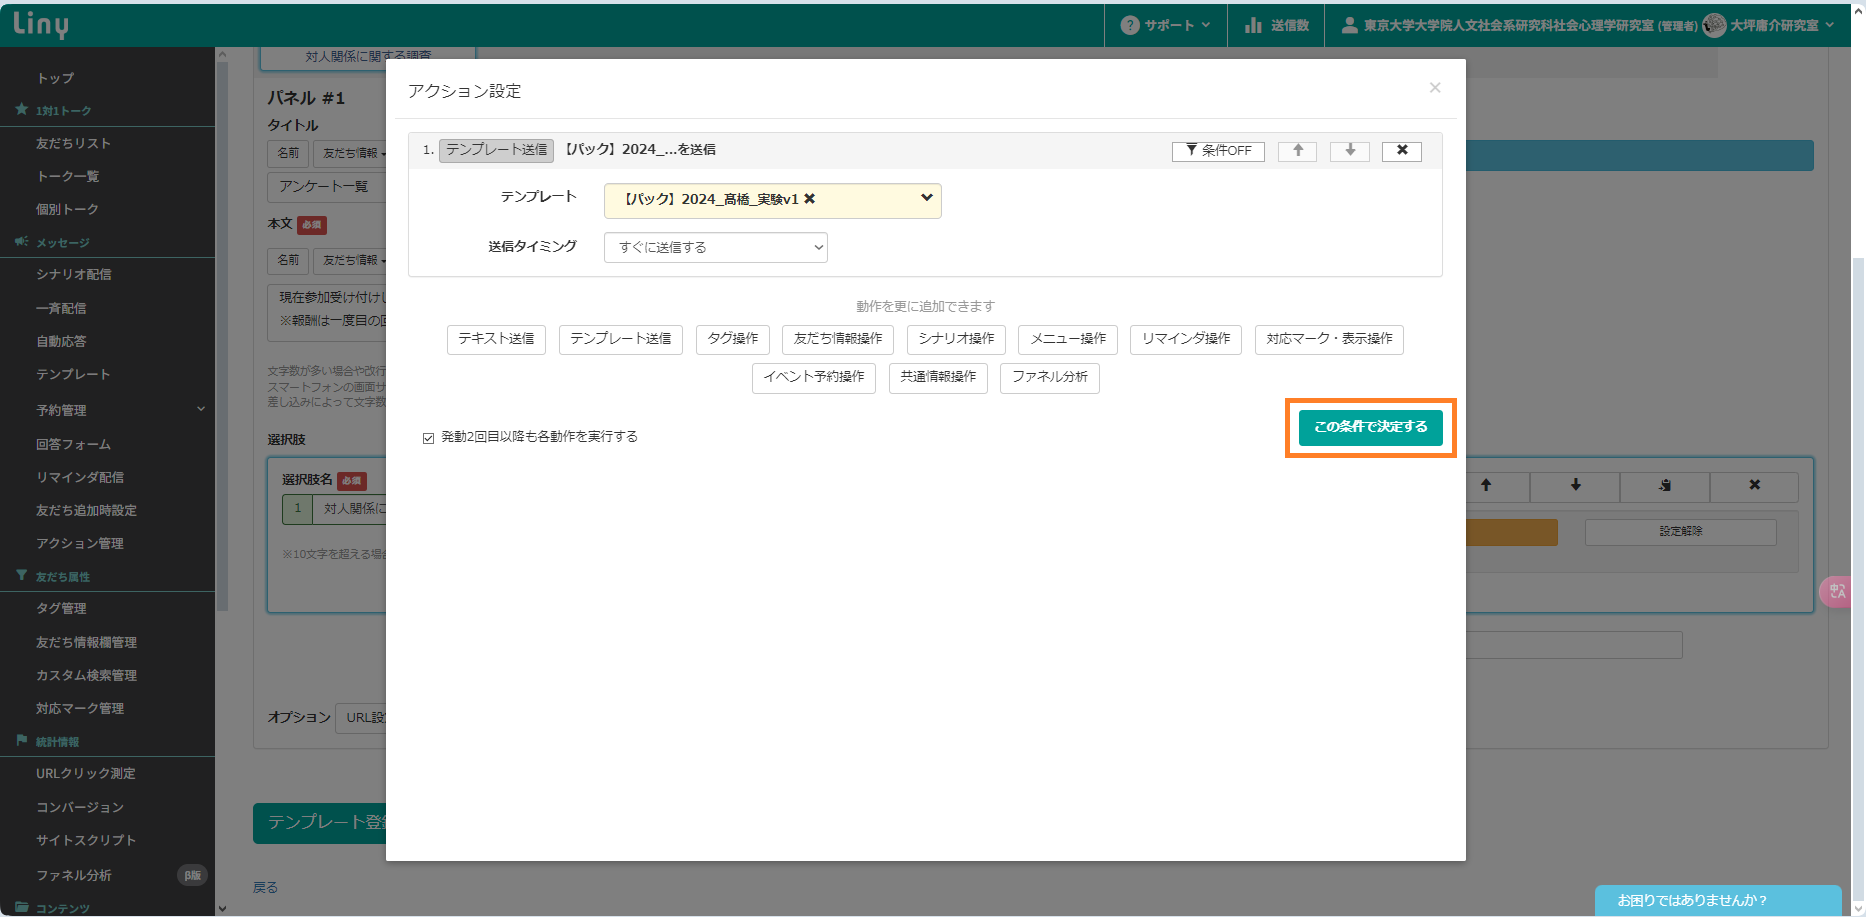 Liny
サポート
送信数
東京大学大学院人文社会系研究科社会心理学研究室 (管理者)
大坪庸介研究室
トップ
1対1トーク
友だちリスト
トーク一覧
個別トーク
メッセージ
シナリオ配信
一斉配信
自動応答
テンプレート
予約管理
回答フォーム
リマインダ配信
友だち追加時設定
アクション管理
友だち属性
タグ管理
友だち情報欄管理
カスタム検索管理
対応マーク管理
統計情報
URLクリック測定
コンバージョン
サイトスクリプト
ファネル分析 β版
コンテンツ
対人関係に関する調査
パネル #1
タイトル
名前 友だち情報
アンケート一覧
本文 必須
名前 友だち情報
現在参加受け付けし
※報酬は一度目の回
文字数が多い場合や改行
スマートフォンの画面サ
差し込みによって文字数
選択肢
選択肢名 必須
1 対人関係に
※10文字を超える場合
オプション URL設定
テンプレート登録
戻る
アクション設定
×
1. テンプレート送信 【パック】2024_...を送信
条件OFF
テンプレート 【パック】2024_髙橋_実験v1
送信タイミング すぐに送信する
動作を更に追加できます
テキスト送信 テンプレート送信 タグ操作 友だち情報操作 シナリオ操作 メニュー操作 リマインダ操作 対応マーク・表示操作
イベント予約操作 共通情報操作 ファネル分析
発動2回目以降も各動作を実行する
この条件で決定する
設定解除
お困りではありませんか？